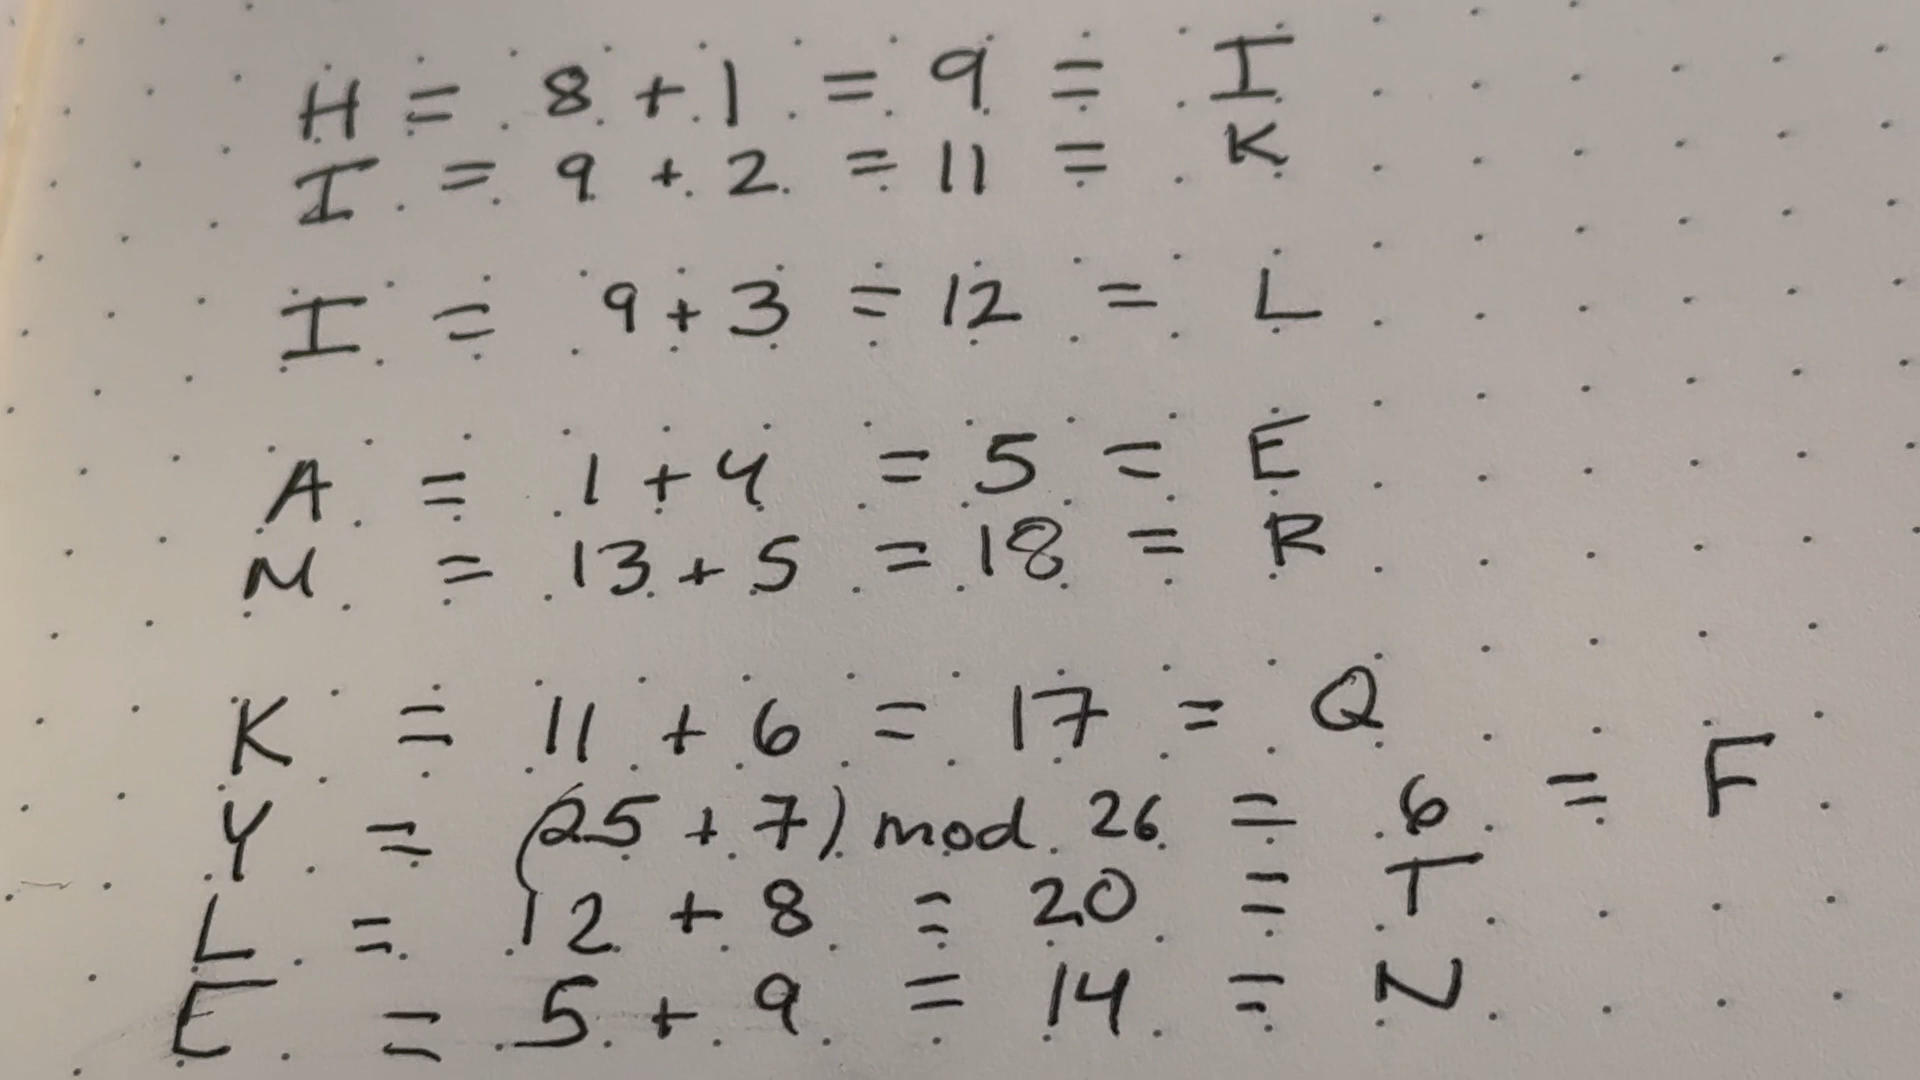 H = 8 + 1 = 9 = I
I = 9 + 2 = 11 = K
I = 9 + 3 = 12 = L
A = 1 + 4 = 5 = E
M = 13 + 5 = 18 = R
K = 11 + 6 = 17 = Q
Y = (25 + 7) mod 26 = 6 = F
L = 12 + 8 = 20 = T
E = 5 + 9 = 14 = N